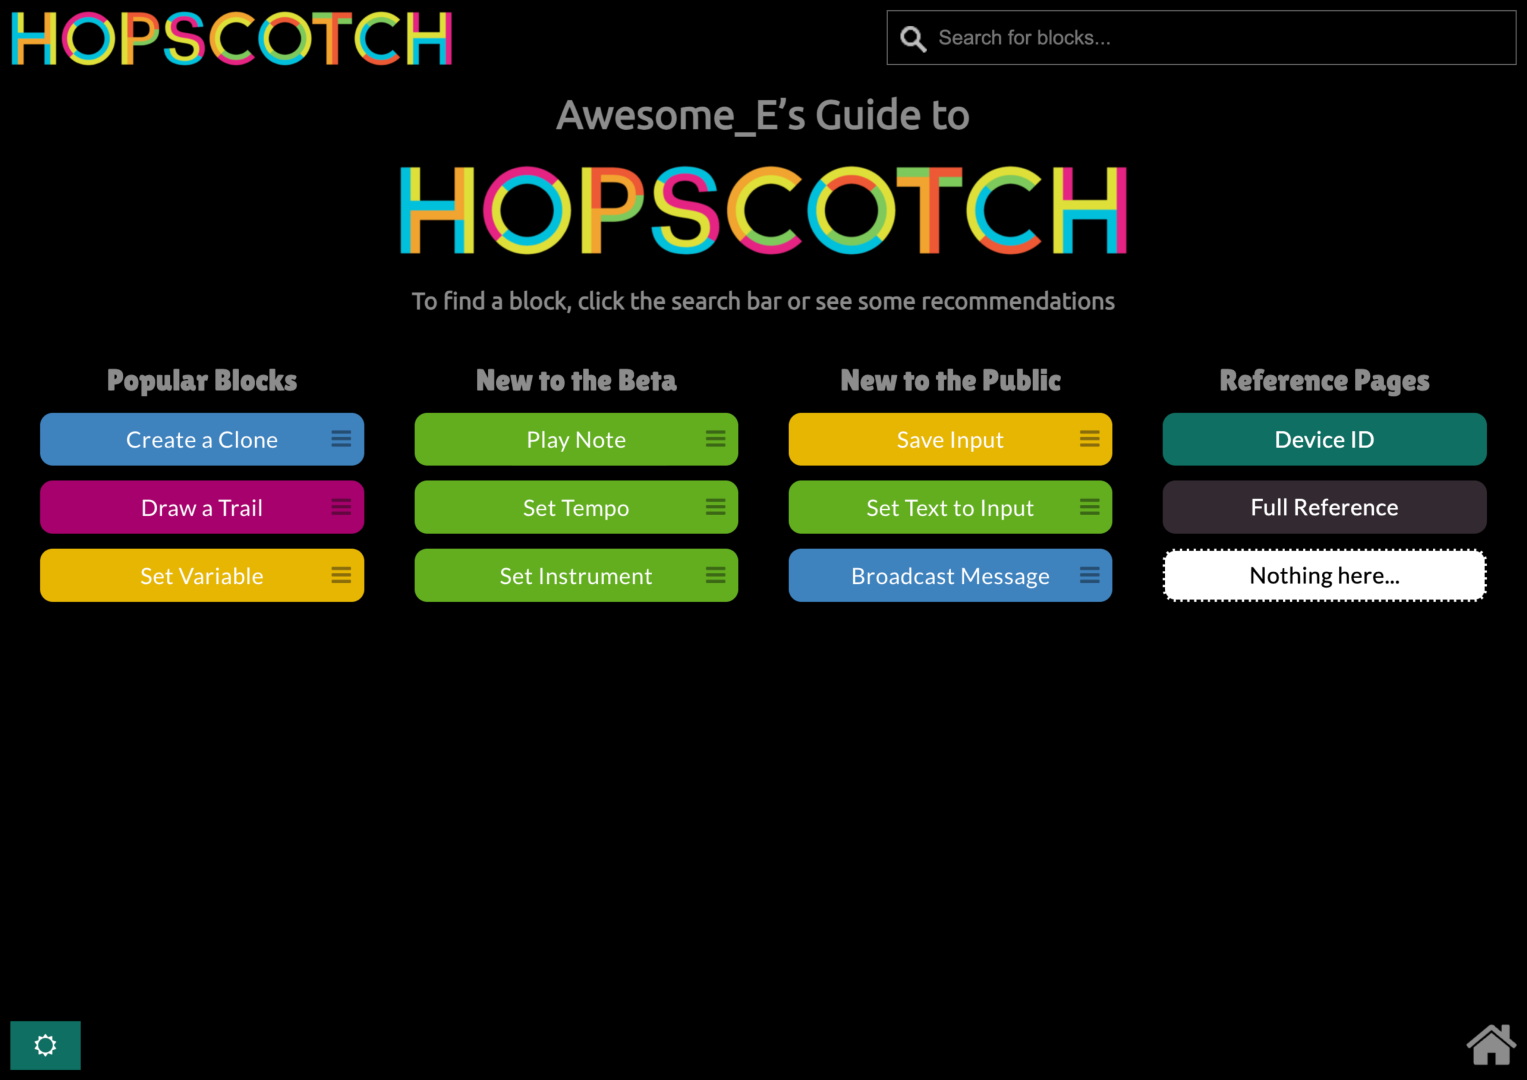 HOPSCOTCH
Search for blocks...
Awesome_E’s Guide to
HOPSCOTCH
To find a block, click the search bar or see some recommendations
Popular Blocks
Create a Clone
Draw a Trail
Set Variable
New to the Beta
Play Note
Set Tempo
Set Instrument
New to the Public
Save Input
Set Text to Input
Broadcast Message
Reference Pages
Device ID
Full Reference
Nothing here...